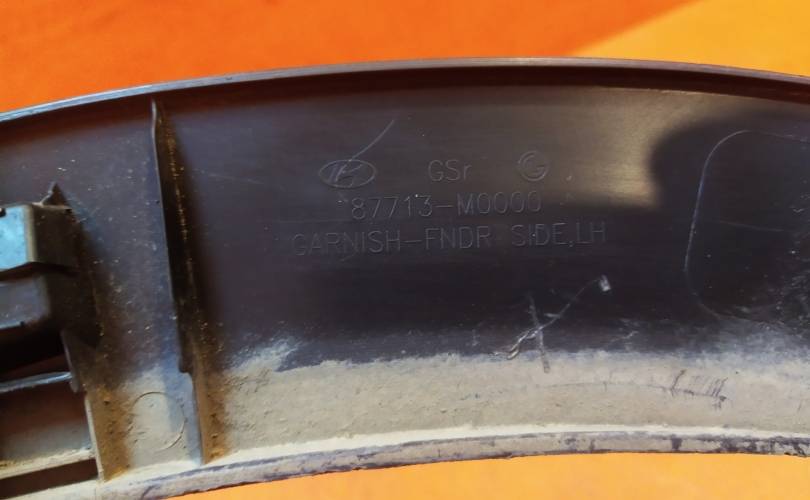 GSr G
87713-M0000
GARNISH-FNDR SIDE,LH